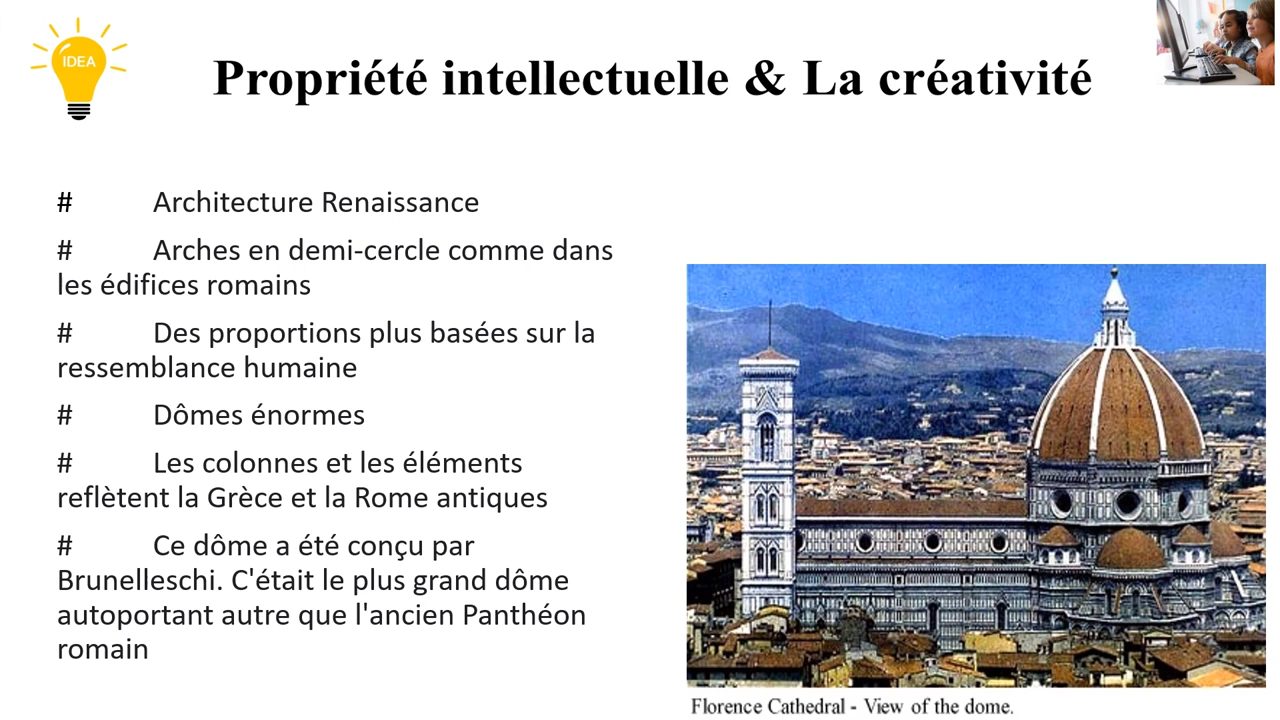 IDEA
Propriété intellectuelle & La créativité
# Architecture Renaissance
# Arches en demi-cercle comme dans
les édifices romains
# Des proportions plus basées sur la
ressemblance humaine
# Dômes énormes
# Les colonnes et les éléments
reflètent la Grèce et la Rome antiques
# Ce dôme a été conçu par
Brunelleschi. C'était le plus grand dôme
autoportant autre que l'ancien Panthéon
romain
Florence Cathedral - View of the dome.